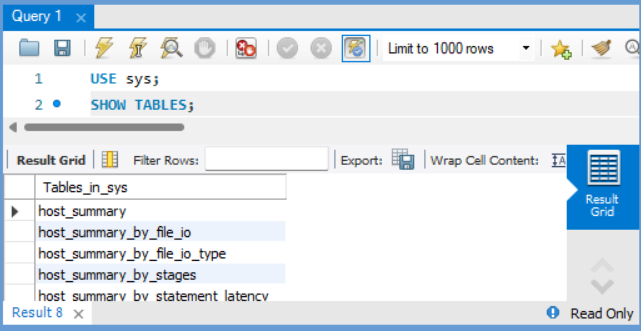 Query 1
Limit to 1000 rows
1 USE sys;
2 SHOW TABLES;
Result Grid Filter Rows: Export: Wrap Cell Content: IA
Tables_in_sys
host_summary
host_summary_by_file_io
host_summary_by_file_io_type
host_summary_by_stages
host_summary_by_statement_latency
Result
Grid
Result 8 Read Only